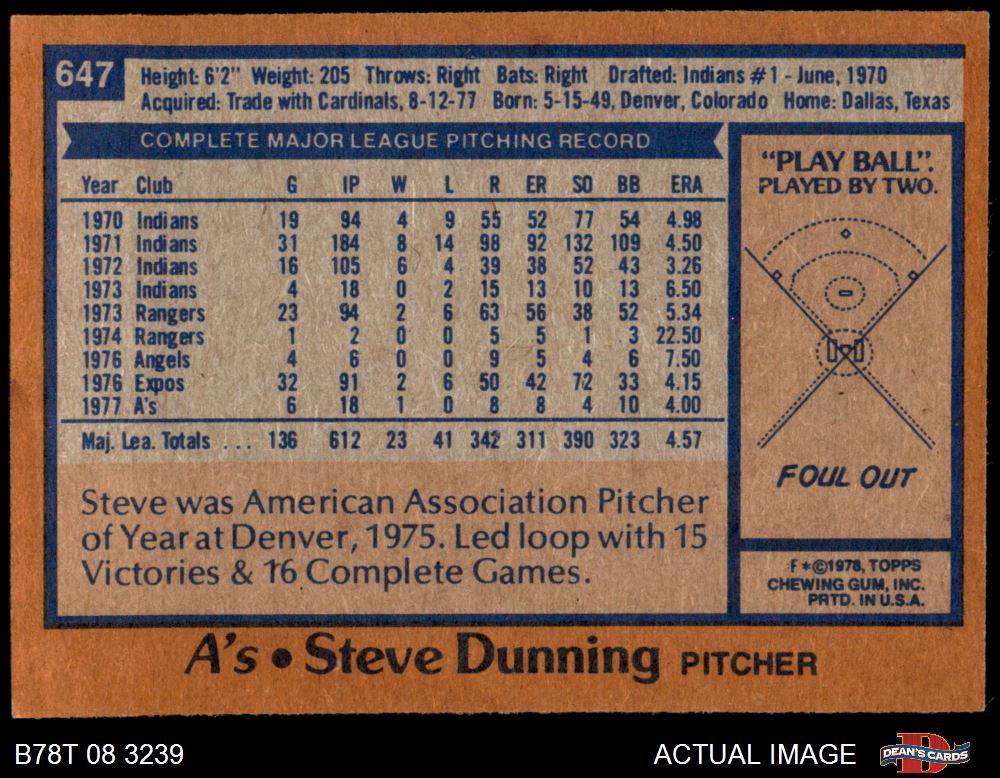 647
Height: 6'2" Weight: 205 Throws: Right Bats: Right Drafted: Indians #1 - June, 1970
Acquired: Trade with Cardinals, 8-12-77 Born: 5-15-49, Denver, Colorado Home: Dallas, Texas
COMPLETE MAJOR LEAGUE PITCHING RECORD
Year Club G IP W L R ER SO BB ERA
1970 Indians 19 94 4 9 55 52 77 54 4.98
1971 Indians 31 184 8 14 98 92 132 109 4.50
1972 Indians 16 105 6 4 39 38 52 43 3.26
1973 Indians 4 18 0 2 15 13 10 13 6.50
1973 Rangers 23 94 2 6 63 56 38 52 5.34
1974 Rangers 1 2 0 0 5 5 1 3 22.50
1976 Angels 4 6 0 0 9 5 4 6 7.50
1976 Expos 32 91 2 6 50 42 72 33 4.15
1977 A's 6 18 1 0 8 8 4 10 4.00
Maj. Lea. Totals ... 136 612 23 41 342 311 390 323 4.57
Steve was American Association Pitcher
of Year at Denver, 1975. Led loop with 15
Victories & 16 Complete Games.
"PLAY BALL".
PLAYED BY TWO.
FOUL OUT
F*©1978, TOPPS
CHEWING GUM, INC.
PRTD. IN U.S.A.
A's • Steve Dunning PITCHER
B78T 08 3239
ACTUAL IMAGE
DEAN'S CARDS